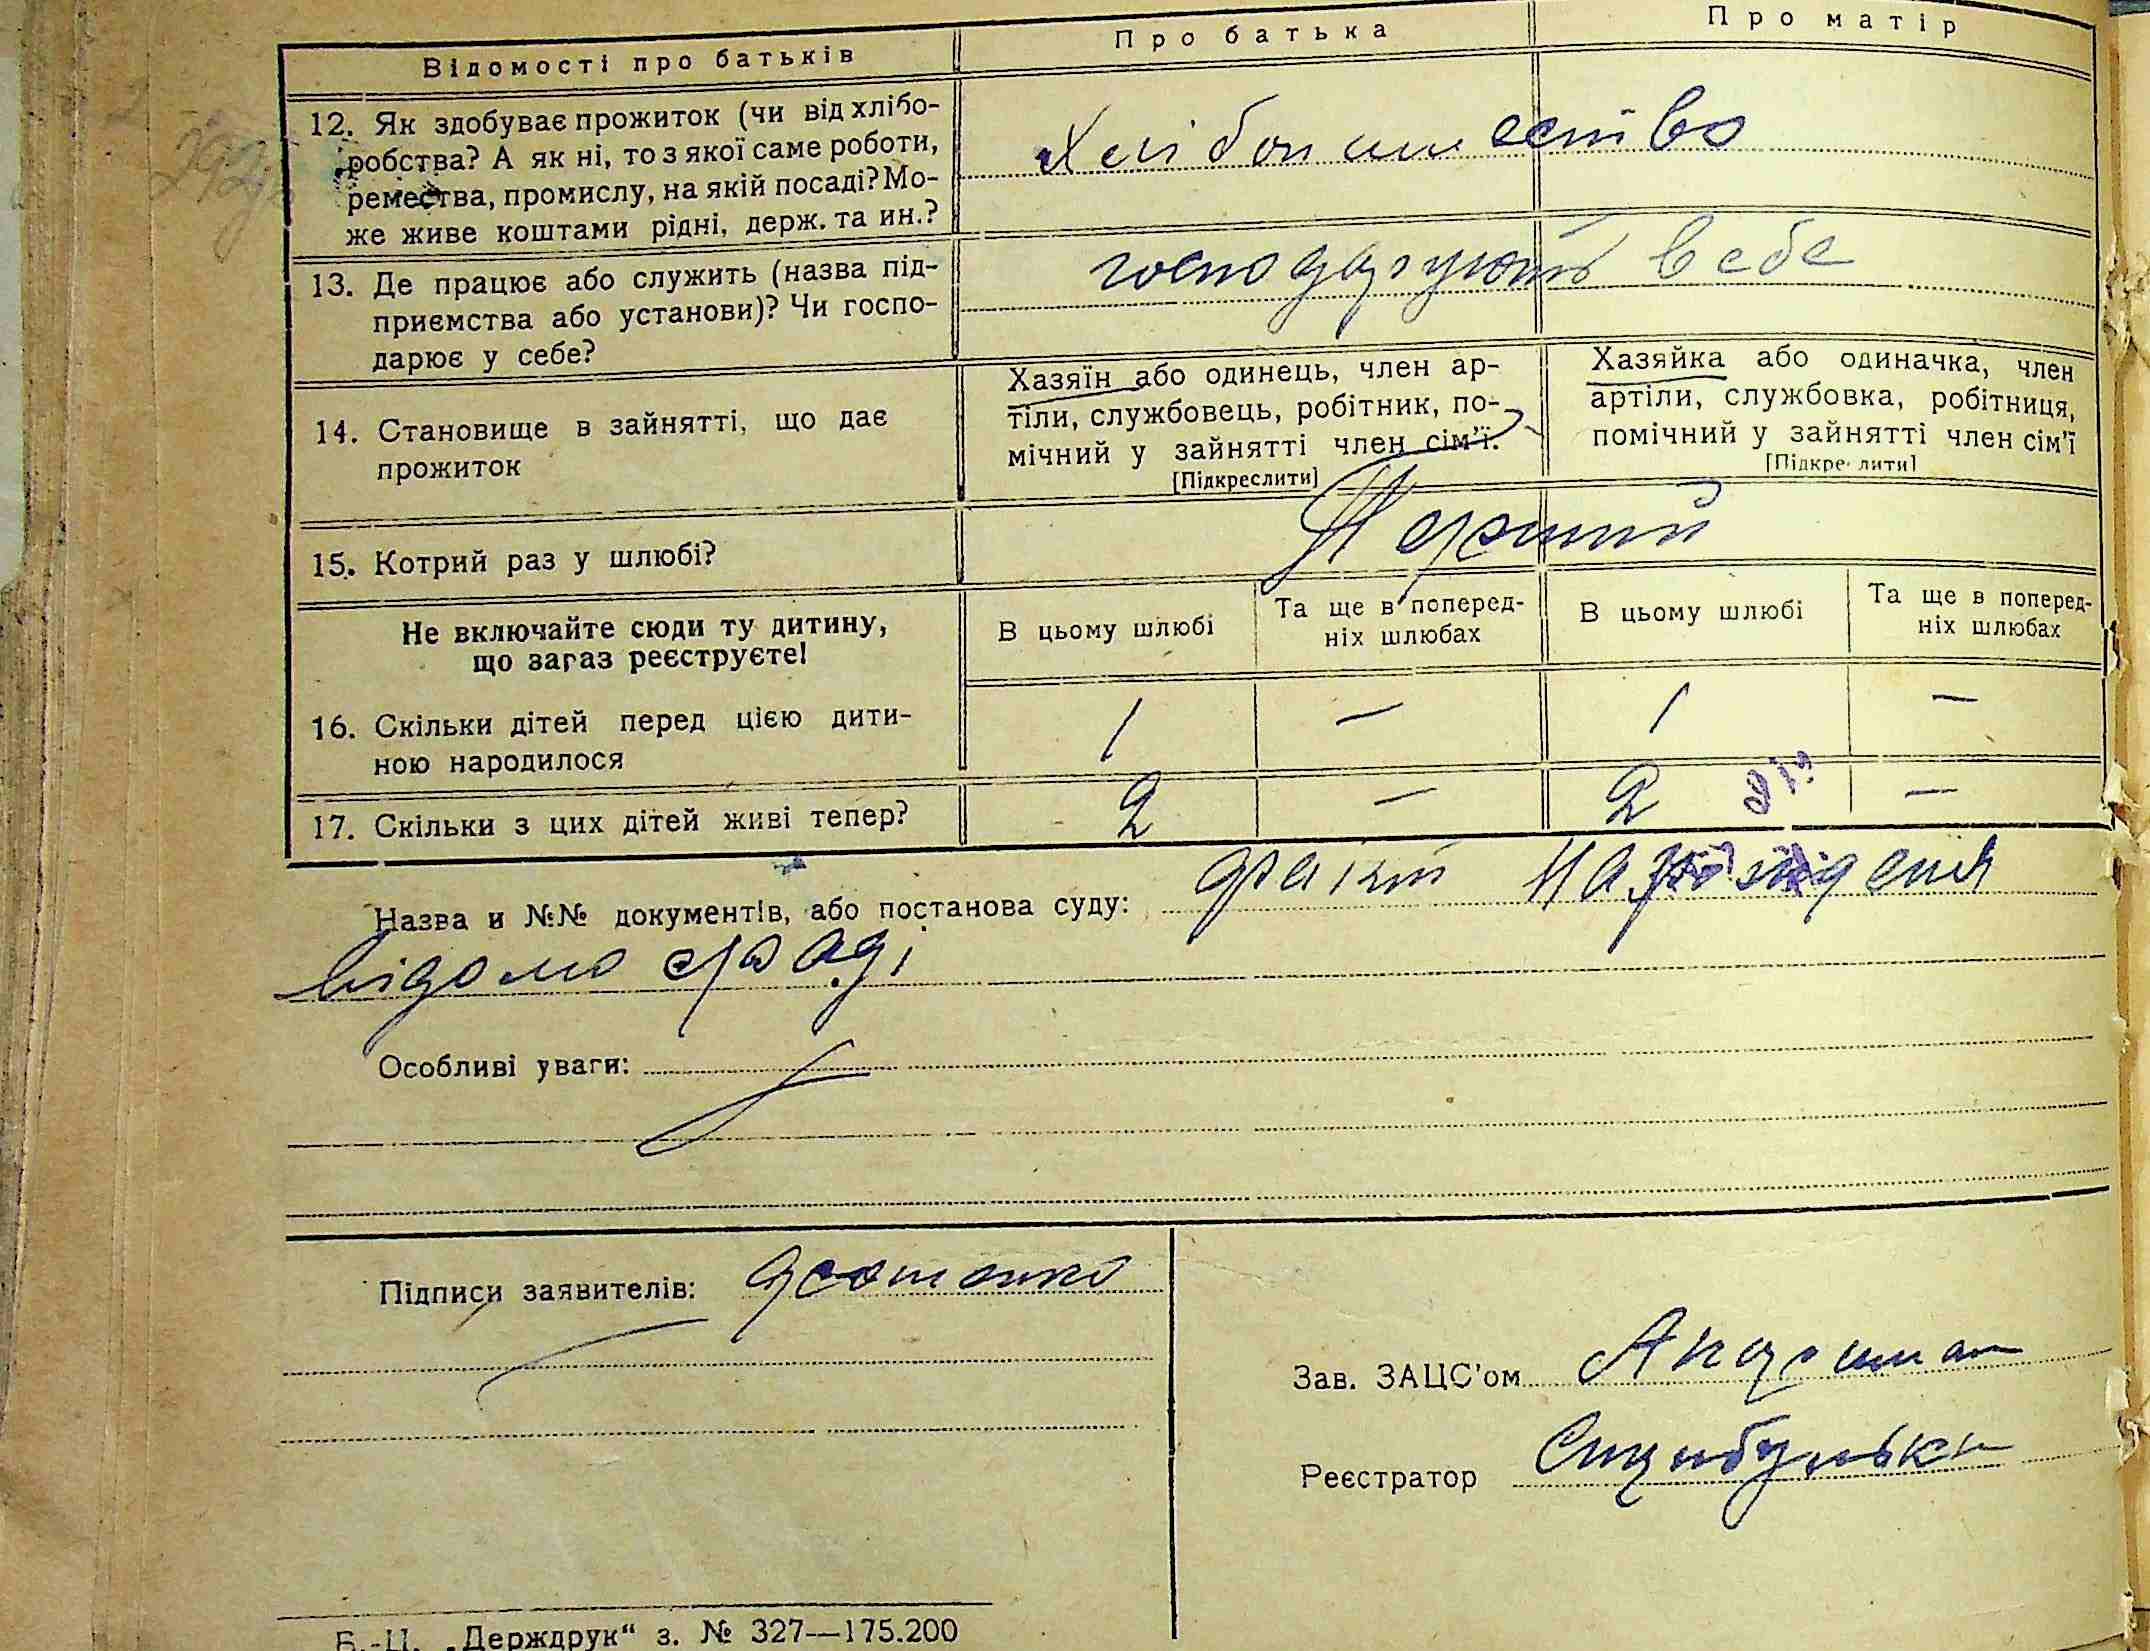 Відомості про батьків
Про батька
Про матір
12. Як здобуває прожиток (чи від хлібо-
робства? А як ні, то з якої саме роботи,
ремества, промислу, на якій посаді? Мо-
же живе коштами рідні, держ. та ин.?
Хлібопашество
13. Де працює або служить (назва під-
приємства або установи)? Чи госпо-
дарює у себе?
господарують в себе
14. Становище в зайнятті, що дає
прожиток
Хазяїн або одинець, член ар-
тіли, службовець, робітник, по-
мічний у зайнятті член сім'ї.
[Підкреслити]
Хазяйка або одиначка, член
артіли, службовка, робітниця,
помічний у зайнятті член сім'ї
[Підкреслити]
15. Котрий раз у шлюбі?
Перший
Не включайте сюди ту дитину,
що зараз реєструєте!
В цьому шлюбі
Та ще в поперед-
ніх шлюбах
В цьому шлюбі
Та ще в поперед-
ніх шлюбах
16. Скільки дітей перед цією дити-
ною народилося
1 — 1 —
17. Скільки з цих дітей живі тепер?
2 — 2 —
Назва и №№ документів, або постанова суду: факт народження
відомо сраді
Особливі уваги:
Підписи заявителів:
Зав. ЗАЦС'ом
Реєстратор
Б.-Ц. „Держдрук“ з. № 327—175.200